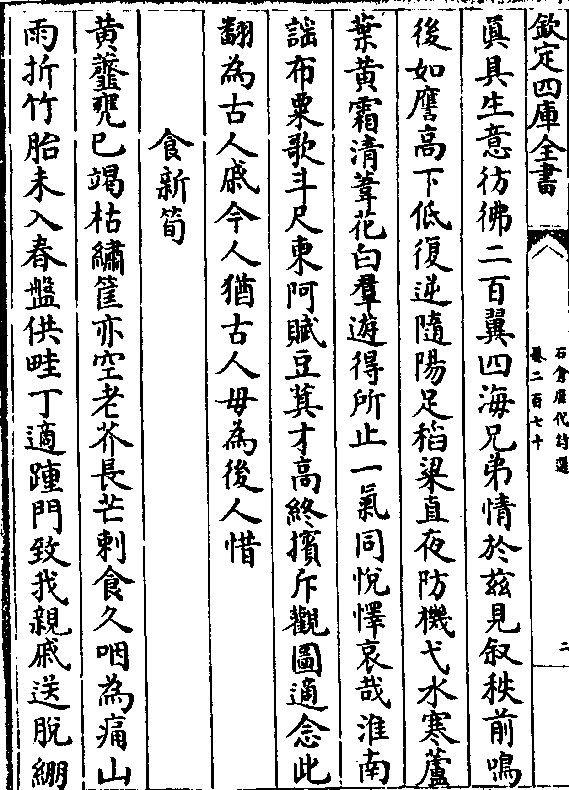 欽定四庫全書
石倉歷代詩選
卷二百七十
二
眞具生意彷彿二百翼四海兄弟情於兹見叙秩前鳴
後如譍高下低復逆隨陽足稻粱直夜防機弋水寒蘆
葉黄霜清葦花白羣遊得所止一氣同悅懌哀哉淮南
謡布粟歌斗尺東阿賦豆萁才高終擯斥觀圖適念此
翻為古人慼今人猶古人毋為後人惜
食新筍
黄虀甕已竭枯繡筐亦空老芥長芒刺食久咽為痛山
雨折竹胎未入春盤供畦丁適踵門致我親戚送脫綳